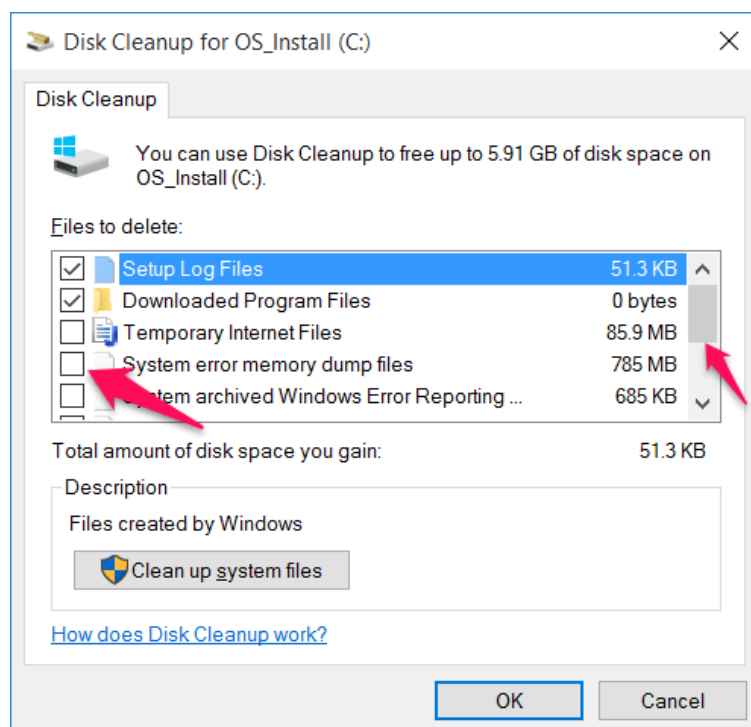 Disk Cleanup for OS_Install (C:)
Disk Cleanup
You can use Disk Cleanup to free up to 5.91 GB of disk space on
OS_Install (C:).
Files to delete:
Setup Log Files 51.3 KB
Downloaded Program Files 0 bytes
Temporary Internet Files 85.9 MB
System error memory dump files 785 MB
System archived Windows Error Reporting ... 685 KB
Total amount of disk space you gain: 51.3 KB
Description
Files created by Windows
Clean up system files
How does Disk Cleanup work?
OK Cancel